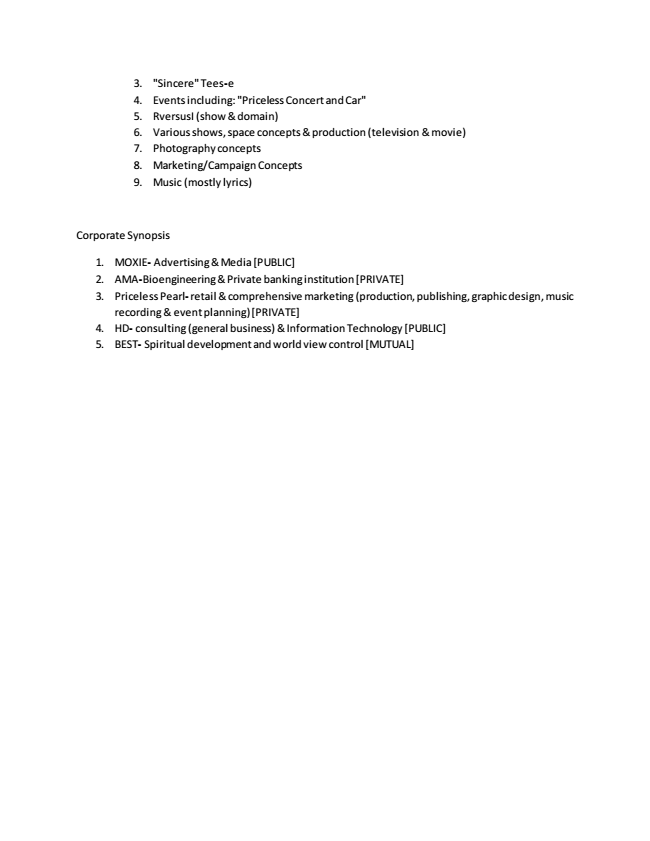 3. "Sincere" Tees-e
4. Events including: "Priceless Concert and Car"
5. RversusI (show & domain)
6. Various shows, space concepts & production (television & movie)
7. Photography concepts
8. Marketing/Campaign Concepts
9. Music (mostly lyrics)
Corporate Synopsis
1. MOXIE- Advertising & Media [PUBLIC]
2. AMA-Bioengineering & Private banking institution [PRIVATE]
3. Priceless Pearl- retail & comprehensive marketing (production, publishing, graphic design, music
recording & event planning) [PRIVATE]
4. HD- consulting (general business) & Information Technology [PUBLIC]
5. BEST- Spiritual development and world view control [MUTUAL]